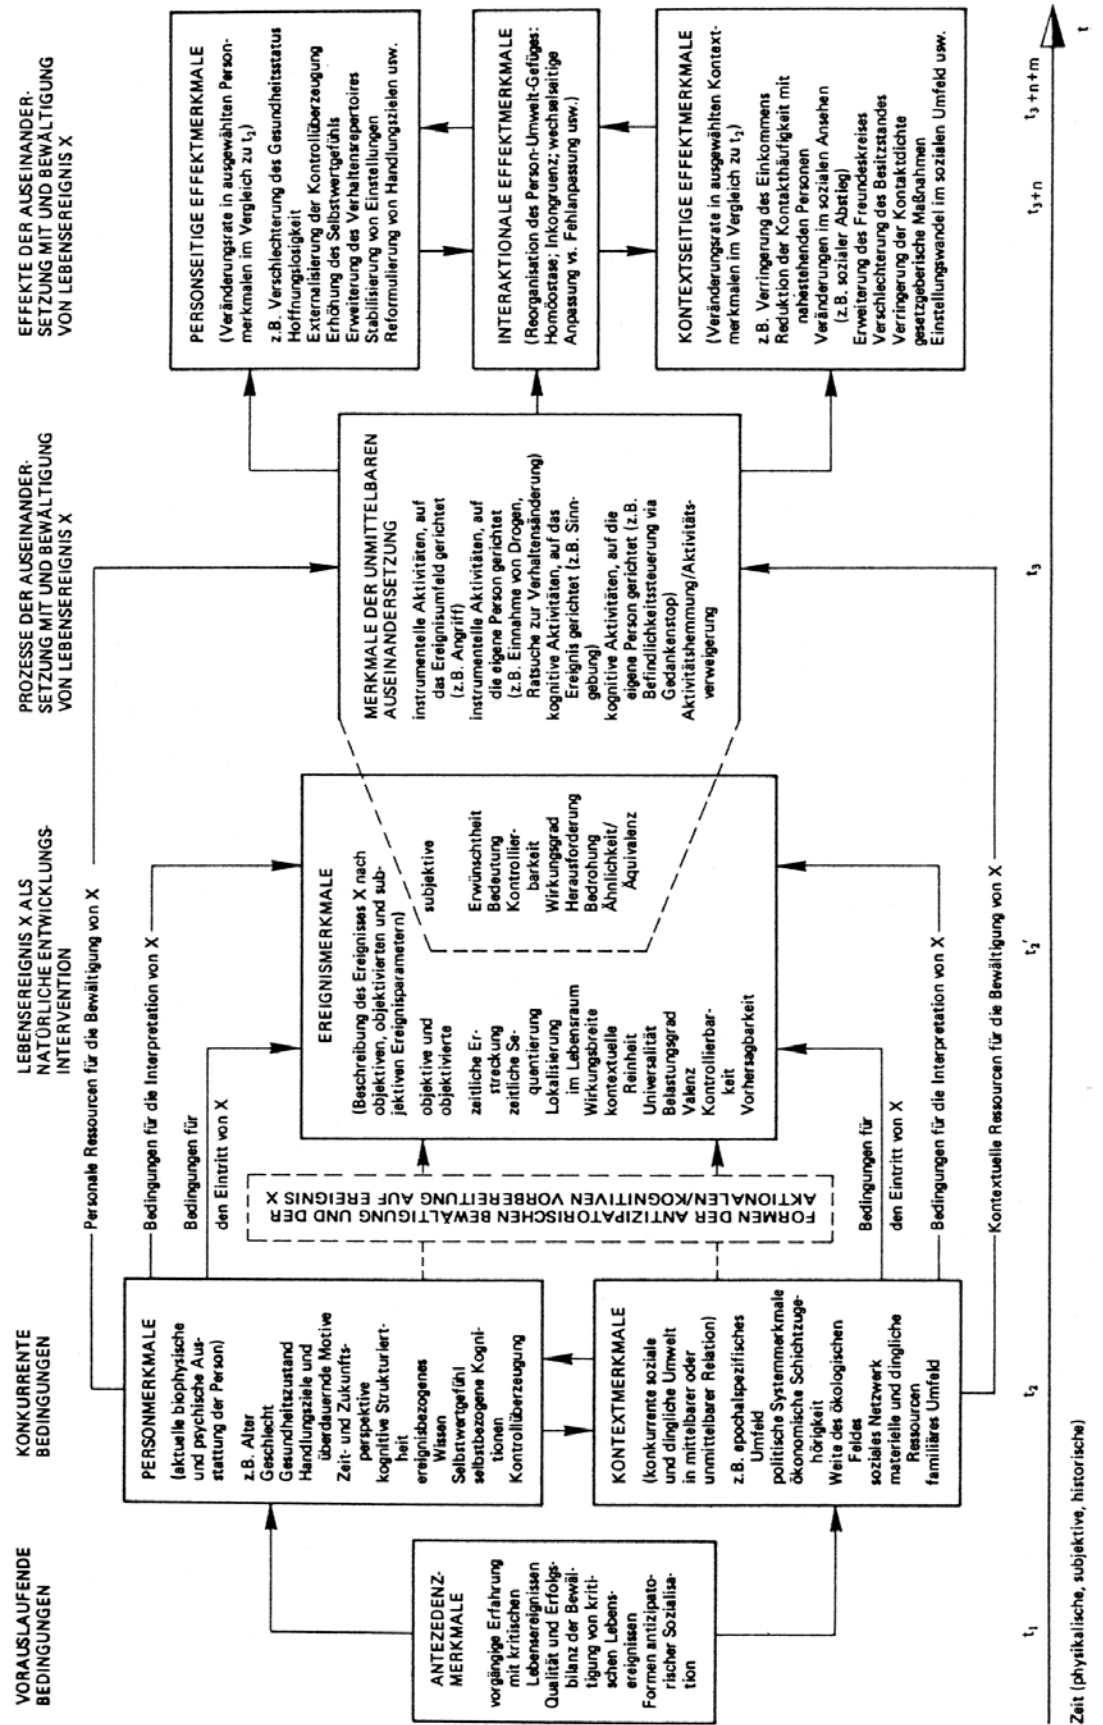 VORAUSLAUFENDE
BEDINGUNGEN
KONKURRENTE
BEDINGUNGEN
LEBENSEREIGNIS X ALS
NATÜRLICHE ENTWICKLUNGS-
INTERVENTION
PROZESSE DER AUSEINANDER-
SETZUNG MIT UND BEWÄLTIGUNG
VON LEBENSEREIGNIS X
EFFEKTE DER AUSEINANDER-
SETZUNG MIT UND BEWÄLTIGUNG
VON LEBENSEREIGNIS X
ANTEZEDENZ-
MERKMALE
vorgängige Erfahrung
mit kritischen
Lebensereignissen
Qualität und Erfolgs-
bilanz der Bewäl-
tigung von kriti-
schen Lebens-
ereignissen
Formen antizipato-
rischer Sozialisa-
tion
PERSONMERKMALE
(aktuelle biophysische
und psychische Aus-
stattung der Person)
z.B. Alter
Geschlecht
Gesundheitszustand
Handlungsziele und
überdauernde Motive
Zeit- und Zukunfts-
perspektive
kognitive Strukturiert-
heit
ereignisbezogenes
Wissen
Selbstwertgefühl
selbstbezogene Kogni-
tionen
Kontrollüberzeugung
KONTEXTMERKMALE
(konkurrente soziale
und dingliche Umwelt
in mittelbarer oder
unmittelbarer Relation)
z.B. epochalspezifisches
Umfeld
politische Systemmerkmale
ökonomische Schichtzuge-
hörigkeit
Weite des ökologischen
Feldes
soziales Netzwerk
materielle und dingliche
Ressourcen
familiäres Umfeld
Personale Ressourcen für die Bewältigung von X
Bedingungen für die Interpretation von X
Bedingungen für
den Eintritt von X
FORMEN DER ANTIZIPATORISCHEN BEWÄLTIGUNG UND DER
AKTIONALEN/KOGNITIVEN VORBEREITUNG AUF EREIGNIS X
Bedingungen für
den Eintritt von X
Bedingungen für die Interpretation von X
Kontextuelle Ressourcen für die Bewältigung von X
EREIGNISMERKMALE
(Beschreibung des Ereignisses X nach
objektiven, objektivierten und sub-
jektiven Ereignisparametern)
objektive und
objektivierte
zeitliche Er-
streckung
zeitliche Se-
quentierung
Lokalisierung
im Lebensraum
Wirkungsbreite
kontextuelle
Reinheit
Universalität
Belastungsgrad
Valenz
Kontrollierbar-
keit
Vorhersagbarkeit
subjektive
Erwünschtheit
Bedeutung
Kontrollier-
barkeit
Wirkungsgrad
Herausforderung
Bedrohung
Ähnlichkeit/
Äquivalenz
MERKMALE DER UNMITTELBAREN
AUSEINANDERSETZUNG
instrumentelle Aktivitäten, auf
das Ereignisumfeld gerichtet
(z.B. Angriff)
instrumentelle Aktivitäten, auf
die eigene Person gerichtet
(z.B. Einnahme von Drogen,
Ratsuche zur Verhaltensänderung)
kognitive Aktivitäten, auf das
Ereignis gerichtet (z.B. Sinn-
gebung)
kognitive Aktivitäten, auf die
eigene Person gerichtet (z.B.
Befindlichkeitssteuerung via
Gedankenstop)
Aktivitätshemmung/Aktivitäts-
verweigerung
PERSONSEITIGE EFFEKTMERKMALE
(Veränderungsrate in ausgewählten Person-
merkmalen im Vergleich zu t₂)
z.B. Verschlechterung des Gesundheitsstatus
Hoffnungslosigkeit
Externalisierung der Kontrollüberzeugung
Erhöhung des Selbstwertgefühls
Erweiterung des Verhaltensrepertoires
Stabilisierung von Einstellungen
Reformulierung von Handlungszielen usw.
INTERAKTIONALE EFFEKTMERKMALE
(Reorganisation des Person-Umwelt-Gefüges:
Homöostase; Inkongruenz; wechselseitige
Anpassung vs. Fehlanpassung usw.)
KONTEXTSEITIGE EFFEKTMERKMALE
(Veränderungsrate in ausgewählten Kontext-
merkmalen im Vergleich zu t₂)
z.B. Verringerung des Einkommens
Reduktion der Kontakthäufigkeit mit
nahestehenden Personen
Veränderungen im sozialen Ansehen
(z.B. sozialer Abstieg)
Erweiterung des Freundeskreises
Verschlechterung des Besitzstandes
Verringerung der Kontaktdichte
gesetzgeberische Maßnahmen
Einstellungswandel im sozialen Umfeld usw.
t₁
t₂
t₂'
t₃
t₃+n
t₃+n+m
t
Zeit (physikalische, subjektive, historische)